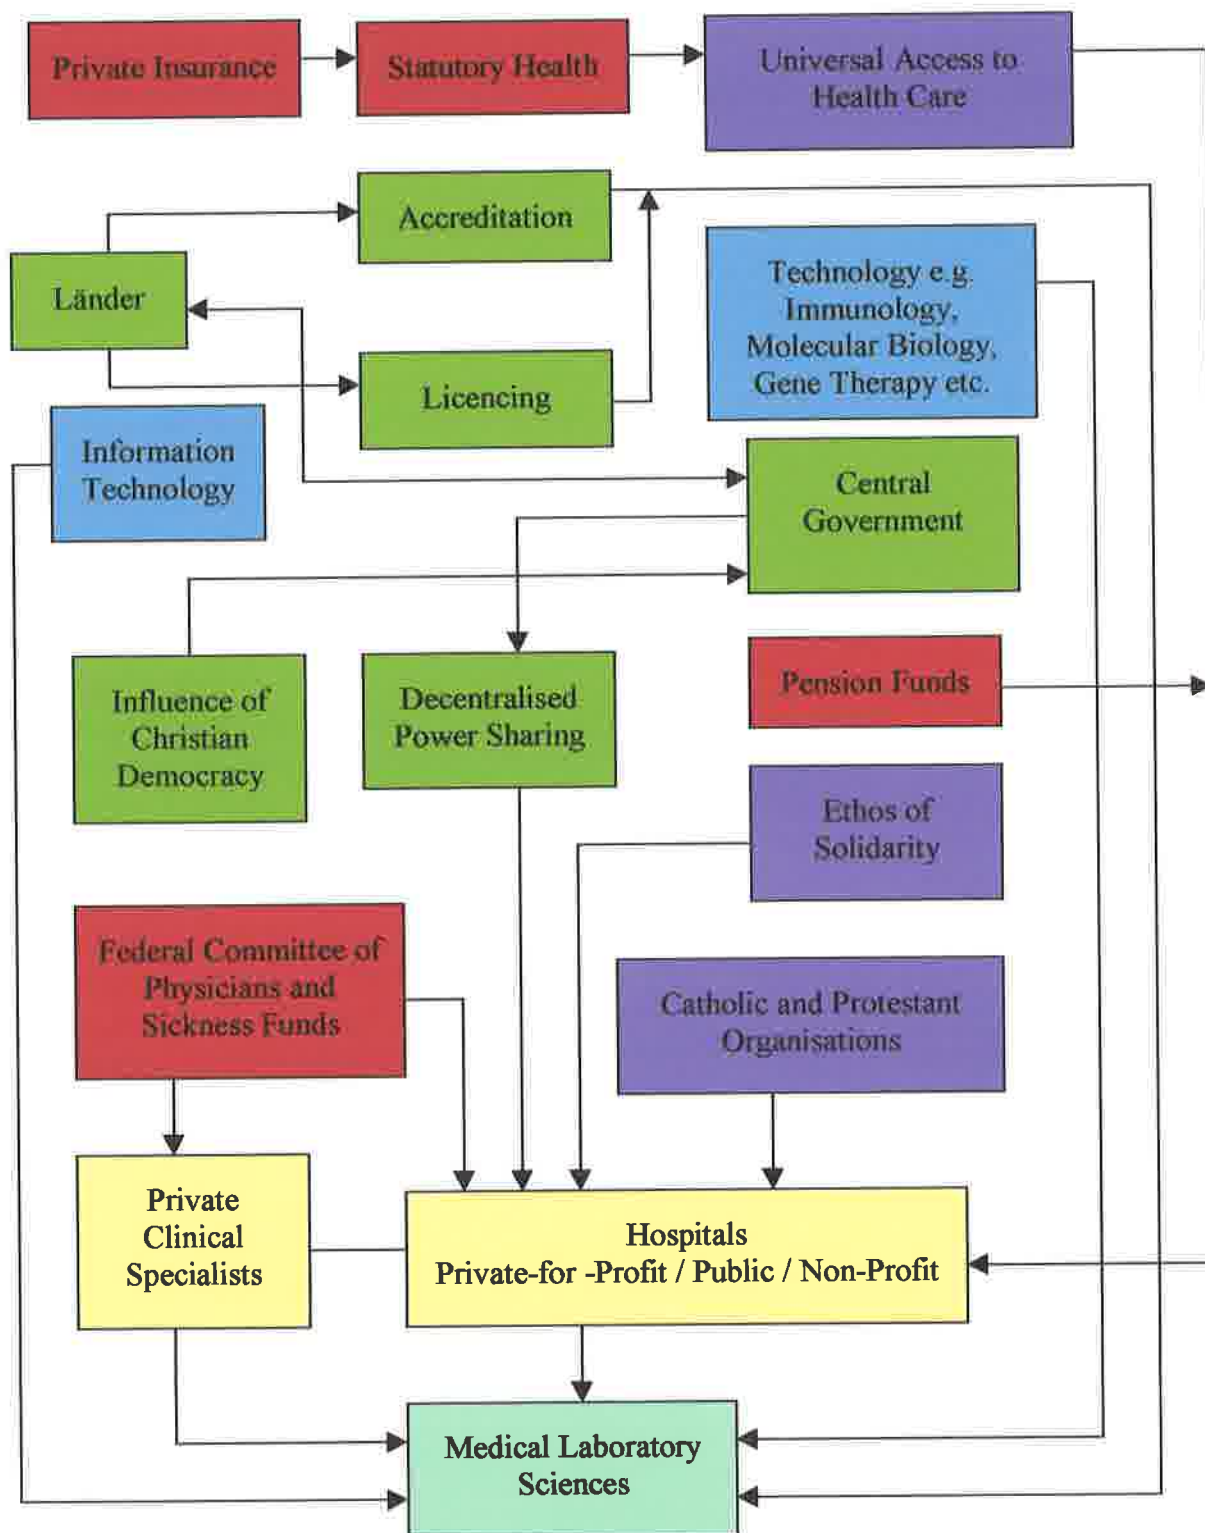 Private Insurance
Statutory Health
Universal Access to
Health Care
Accreditation
Länder
Technology e.g.
Immunology,
Molecular Biology,
Gene Therapy etc.
Licencing
Information
Technology
Central
Government
Influence of
Christian
Democracy
Decentralised
Power Sharing
Pension Funds
Ethos of
Solidarity
Federal Committee of
Physicians and
Sickness Funds
Catholic and Protestant
Organisations
Private
Clinical
Specialists
Hospitals
Private-for -Profit / Public / Non-Profit
Medical Laboratory
Sciences